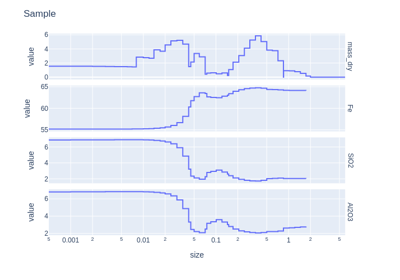 Sample
6
4
2
0
value
mass_dry
65
60
55
value
Fe
6
4
2
value
SiO2
6
4
2
value
Al2O3
5 0.001 2 5 0.01 2 5 0.1 2 5 1 2 5
size